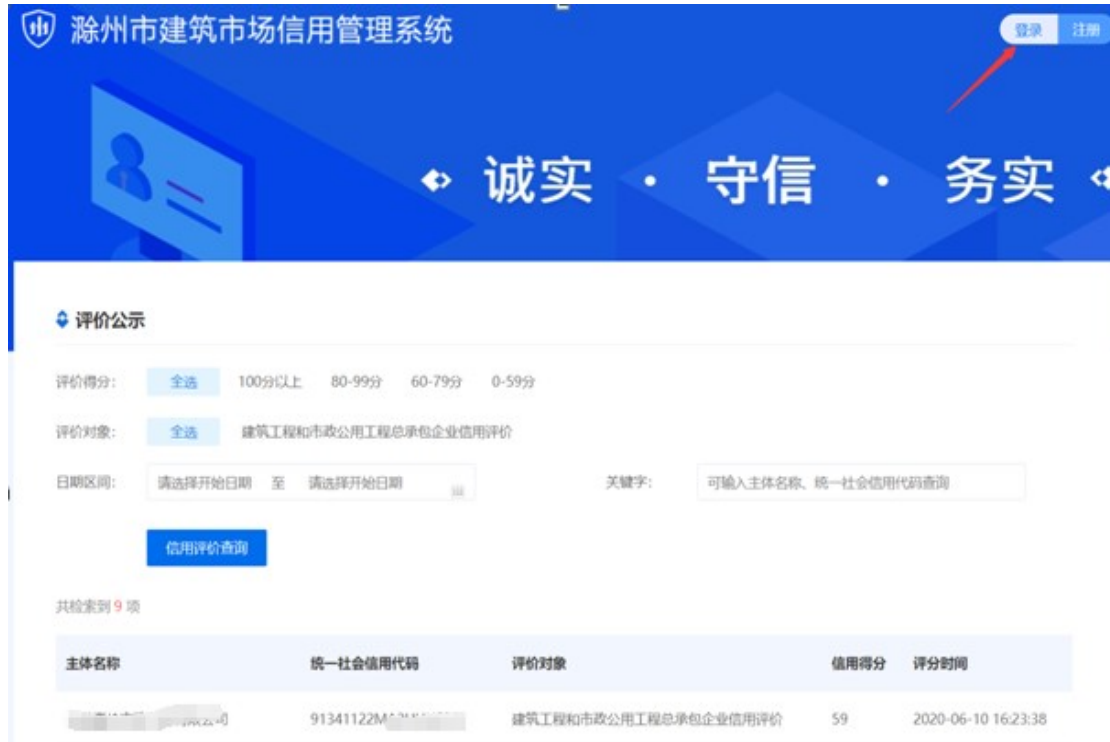 滁州市建筑市场信用管理系统 登录 注册
诚实 · 守信 · 务实
评价公示
评价得分： 全选 100分以上 80-99分 60-79分 0-59分
评价对象： 全选 建筑工程和市政公用工程总承包企业信用评价
日期区间： 请选择开始日期 至 请选择开始日期 关键字： 可输入主体名称、统一社会信用代码查询
信用评价查询
共检索到 9 项
主体名称 统一社会信用代码 评价对象 信用得分 评分时间
公司 91341122M 建筑工程和市政公用工程总承包企业信用评价 59 2020-06-10 16:23:38